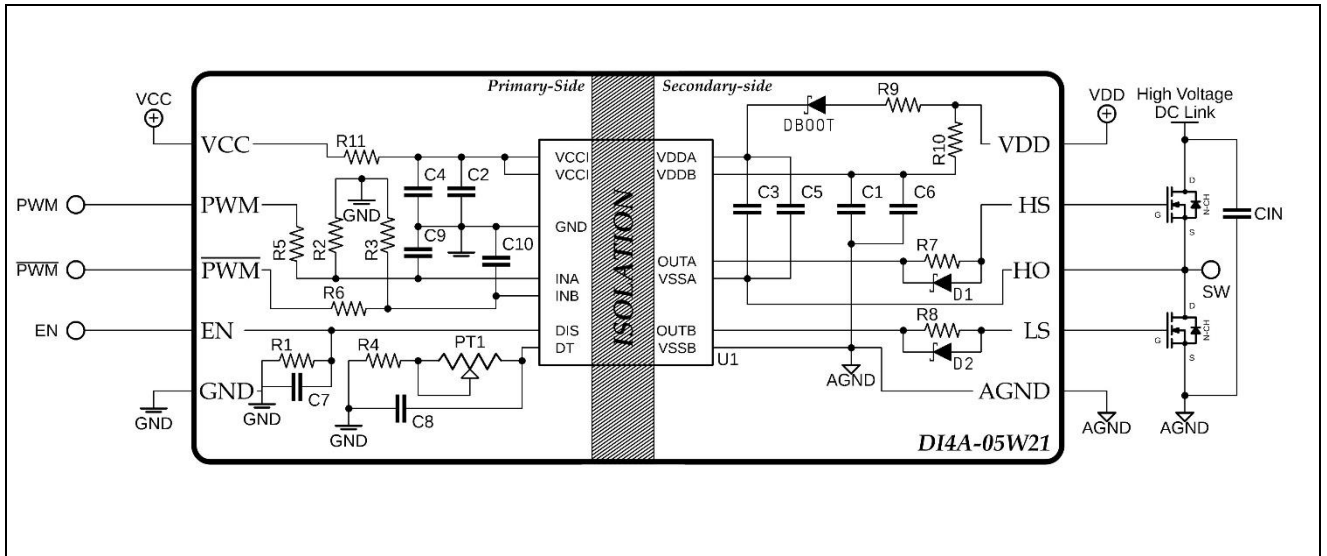 Primary-Side
Secondary-side
VCC
VCC
R11
PWM
PWM
PWM
PWM
EN
EN
GND
GND
R5
R2
R3
GND
C4
C2
C9
C10
R6
R1
C7
GND
R4
PT1
C8
GND
VCCI
VCCI
GND
INA
INB
DIS
DT
ISOLATION
VDDA
VDDB
OUTA
VSSA
OUTB
VSSB
U1
DBOOT
R9
R10
C3
C5
C1
C6
R7
D1
R8
D2
AGND
VDD
HS
HO
LS
AGND
DI4A-05W21
VDD
High Voltage
DC Link
D
G
S
N-CH
CIN
SW
D
G
S
N-CH
AGND
AGND